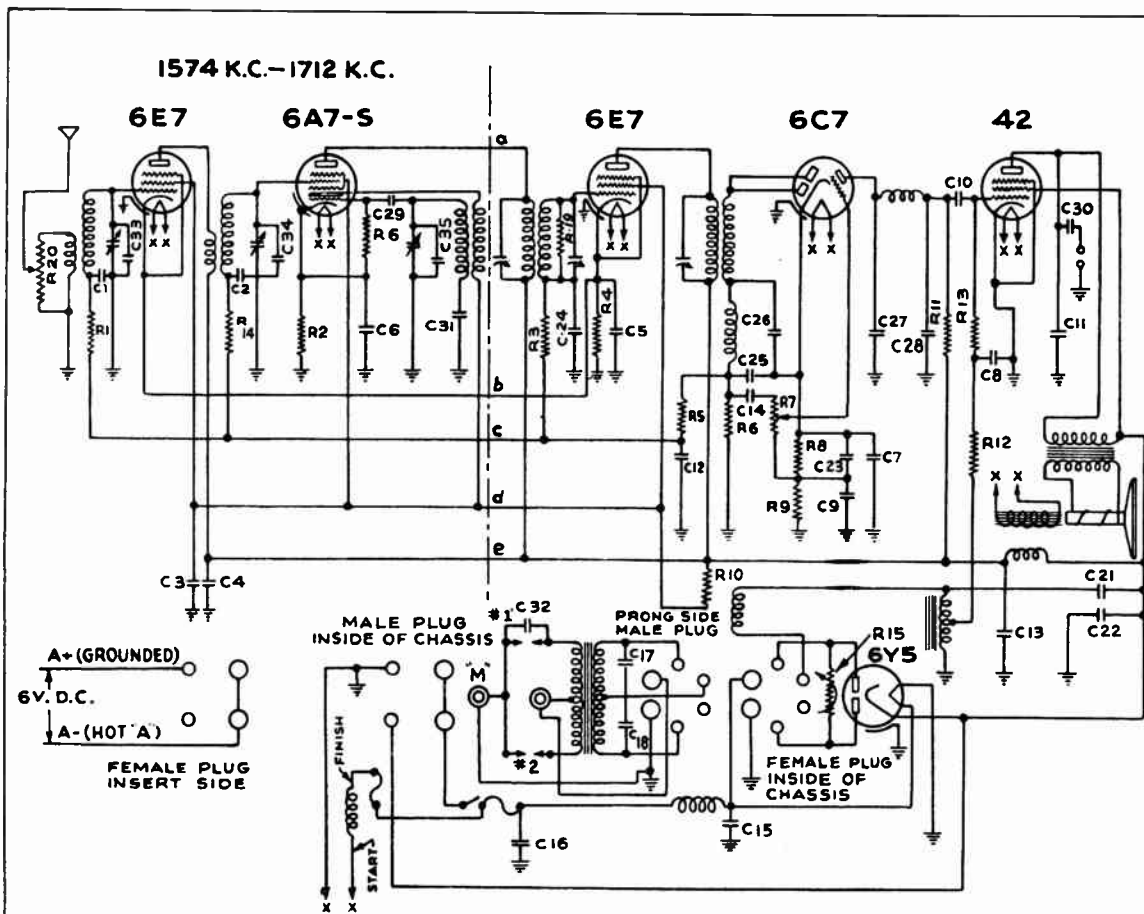 1574 K.C.–1712 K.C.
6E7
6A7-S
6E7
6C7
42
a
C29
R6
C33
C34
C35
R20
C1
C2
R1
R14
R2
C6
C31
R19
R3
C-24
R4
C5
b
c
d
e
C3
C4
R5
C12
C26
C25
C14
R6
R7
R8
C23
C7
R9
C9
C27
C28
R11
C10
R13
C8
R12
C30
C11
X X
X X
X X
X X
X X
X X
R10
C13
C21
C22
A+ (GROUNDED)
6V. D.C.
A- (HOT "A")
FEMALE PLUG
INSERT SIDE
MALE PLUG
INSIDE OF CHASSIS
"M"
#1
C32
#2
C17
C18
PRONG SIDE
MALE PLUG
R15
6Y5
FEMALE PLUG
INSIDE OF
CHASSIS
FINISH
START
C16
C15
X X